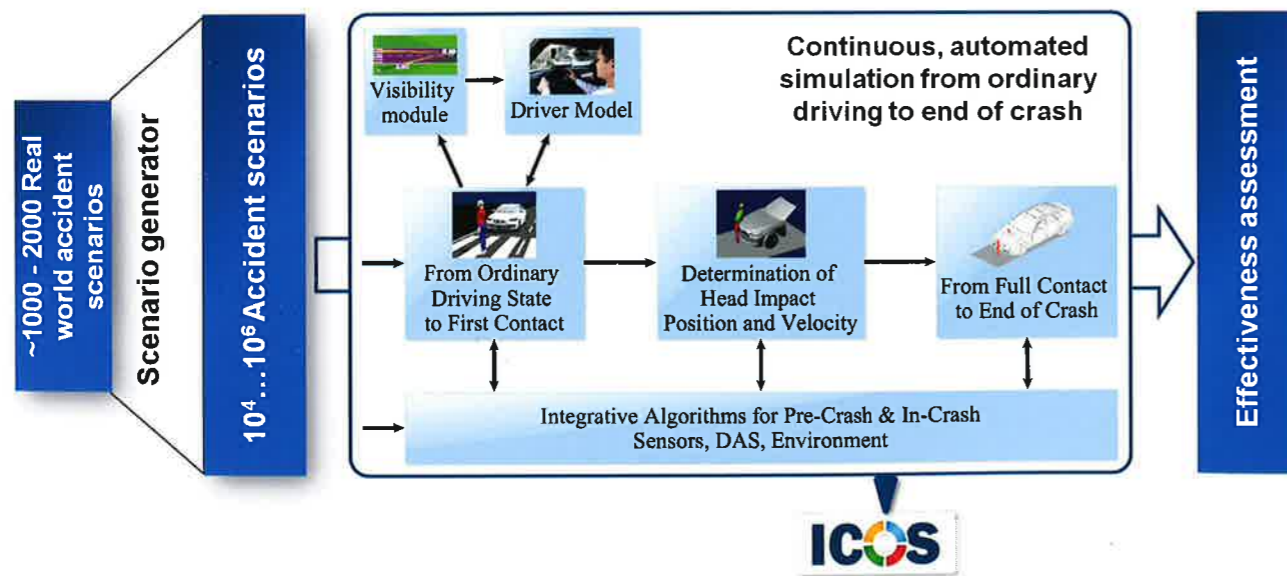 ~1000 - 2000 Real
world accident
scenarios
Scenario generator
10⁴...10⁶ Accident scenarios
Continuous, automated
simulation from ordinary
driving to end of crash
Visibility
module
Driver Model
From Ordinary
Driving State
to First Contact
Determination of
Head Impact
Position and Velocity
From Full Contact
to End of Crash
Integrative Algorithms for Pre-Crash & In-Crash
Sensors, DAS, Environment
Effectiveness assessment
ICOS